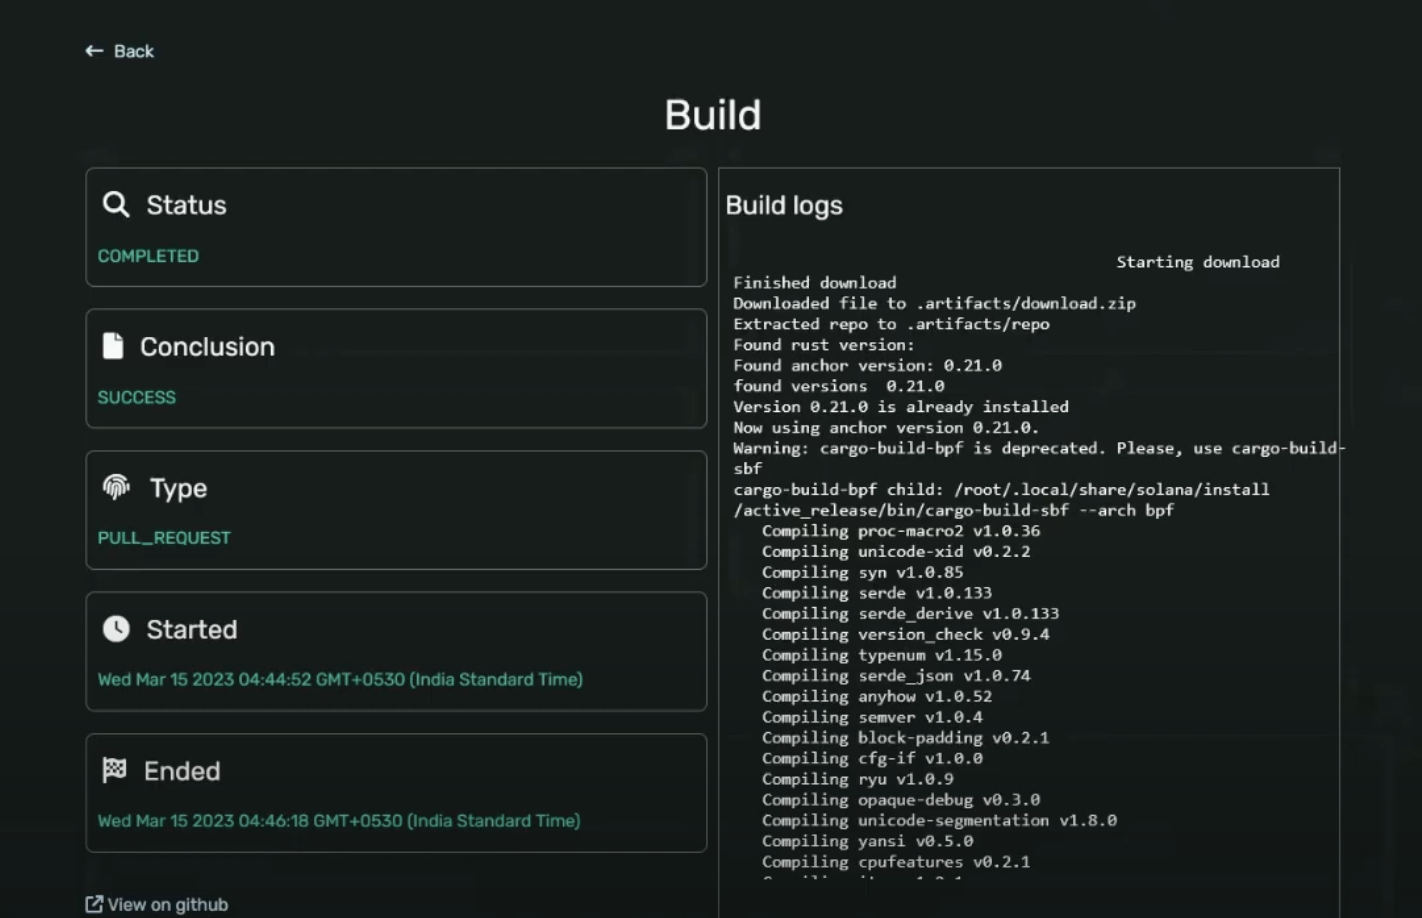 Back
Build
Status
COMPLETED
Conclusion
SUCCESS
Type
PULL_REQUEST
Started
Wed Mar 15 2023 04:44:52 GMT+0530 (India Standard Time)
Ended
Wed Mar 15 2023 04:46:18 GMT+0530 (India Standard Time)
View on github
Build logs
Starting download
Finished download
Downloaded file to .artifacts/download.zip
Extracted repo to .artifacts/repo
Found rust version:
Found anchor version: 0.21.0
found versions  0.21.0
Version 0.21.0 is already installed
Now using anchor version 0.21.0.
Warning: cargo-build-bpf is deprecated. Please, use cargo-build-
sbf
cargo-build-bpf child: /root/.local/share/solana/install
/active_release/bin/cargo-build-sbf --arch bpf
Compiling proc-macro2 v1.0.36
Compiling unicode-xid v0.2.2
Compiling syn v1.0.85
Compiling serde v1.0.133
Compiling serde_derive v1.0.133
Compiling version_check v0.9.4
Compiling typenum v1.15.0
Compiling serde_json v1.0.74
Compiling anyhow v1.0.52
Compiling semver v1.0.4
Compiling block-padding v0.2.1
Compiling cfg-if v1.0.0
Compiling ryu v1.0.9
Compiling opaque-debug v0.3.0
Compiling unicode-segmentation v1.8.0
Compiling yansi v0.5.0
Compiling cpufeatures v0.2.1